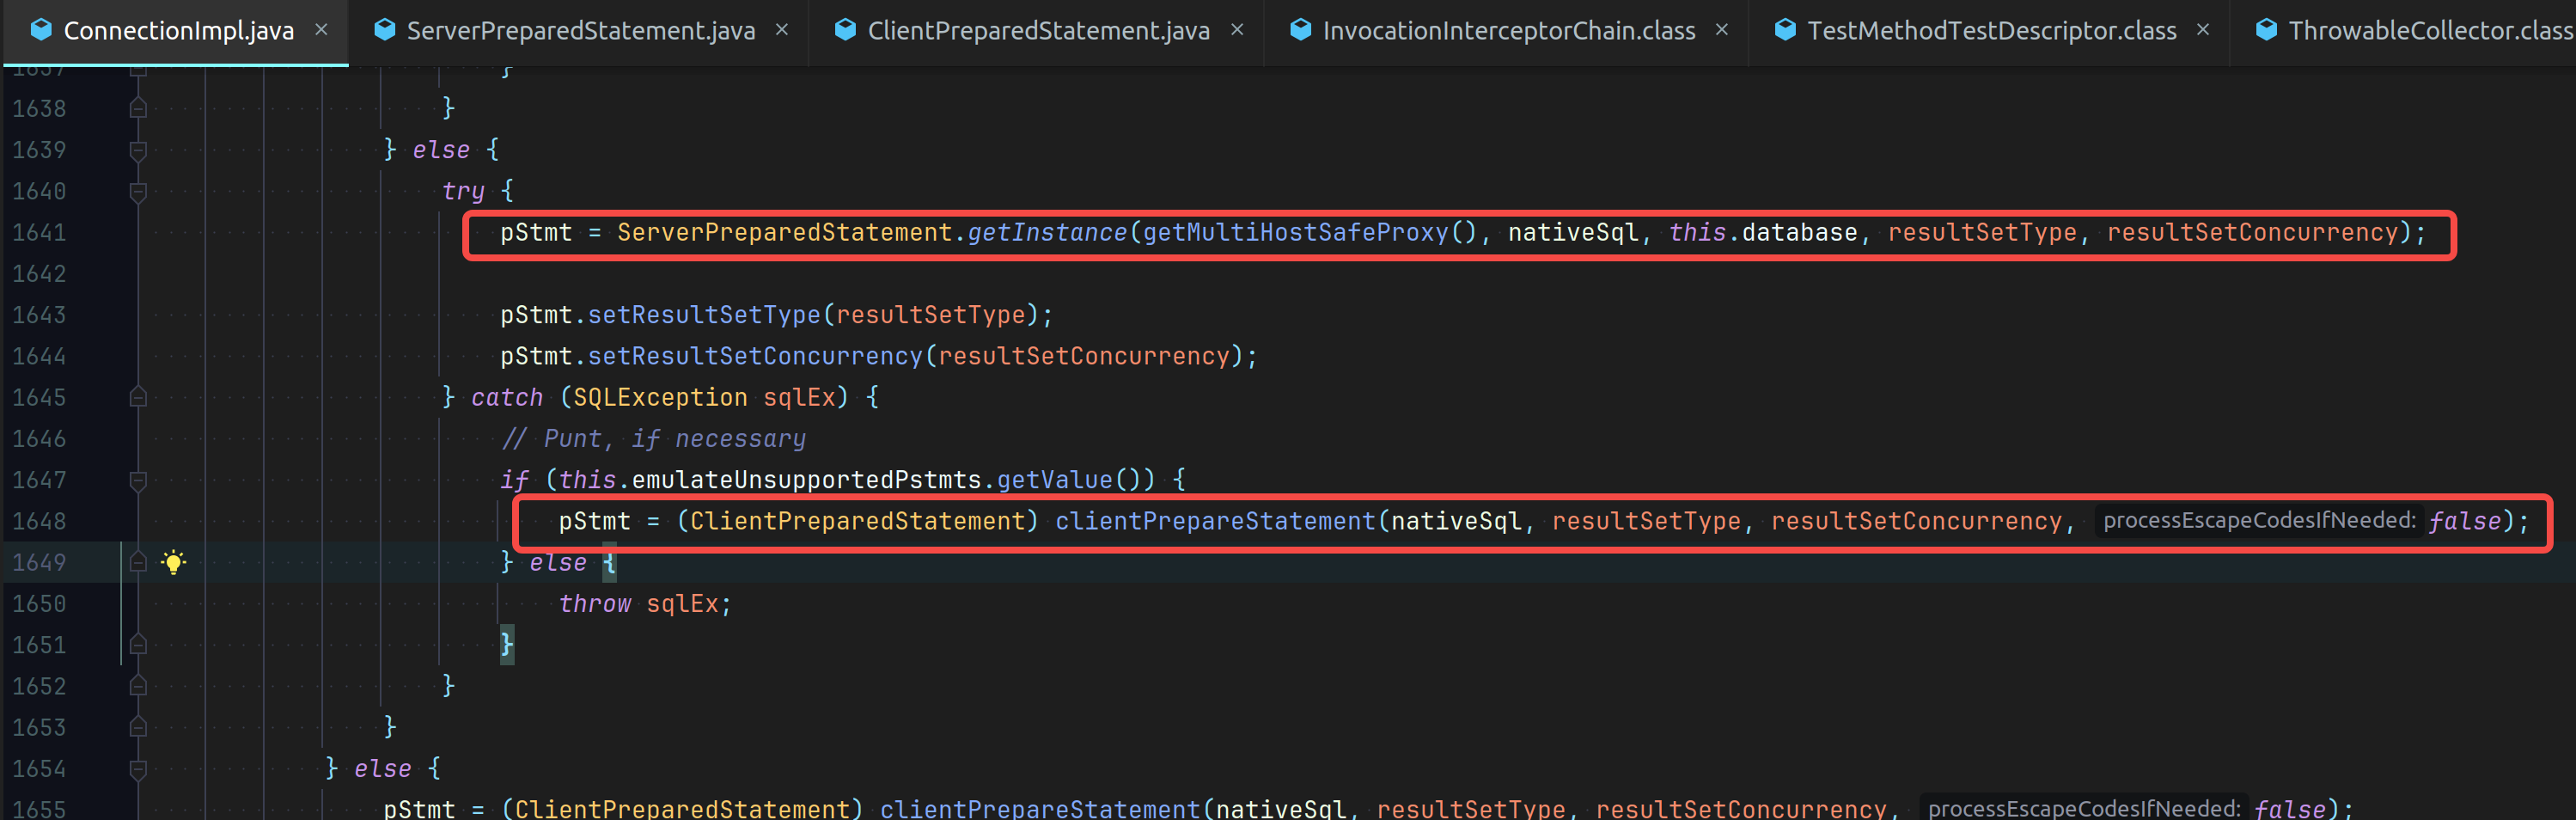 ConnectionImpl.java × ServerPreparedStatement.java × ClientPreparedStatement.java × InvocationInterceptorChain.class × TestMethodTestDescriptor.class × ThrowableCollector.class
1637 }
1638 }
1639 } else {
1640 try {
1641 pStmt = ServerPreparedStatement.getInstance(getMultiHostSafeProxy(), nativeSql, this.database, resultSetType, resultSetConcurrency);
1642
1643 pStmt.setResultSetType(resultSetType);
1644 pStmt.setResultSetConcurrency(resultSetConcurrency);
1645 } catch (SQLException sqlEx) {
1646 // Punt, if necessary
1647 if (this.emulateUnsupportedPstmts.getValue()) {
1648 pStmt = (ClientPreparedStatement) clientPrepareStatement(nativeSql, resultSetType, resultSetConcurrency, processEscapeCodesIfNeeded: false);
1649 } else {
1650 throw sqlEx;
1651 }
1652 }
1653 }
1654 } else {
1655 pStmt = (ClientPreparedStatement) clientPrepareStatement(nativeSql, resultSetType, resultSetConcurrency, processEscapeCodesIfNeeded: false);